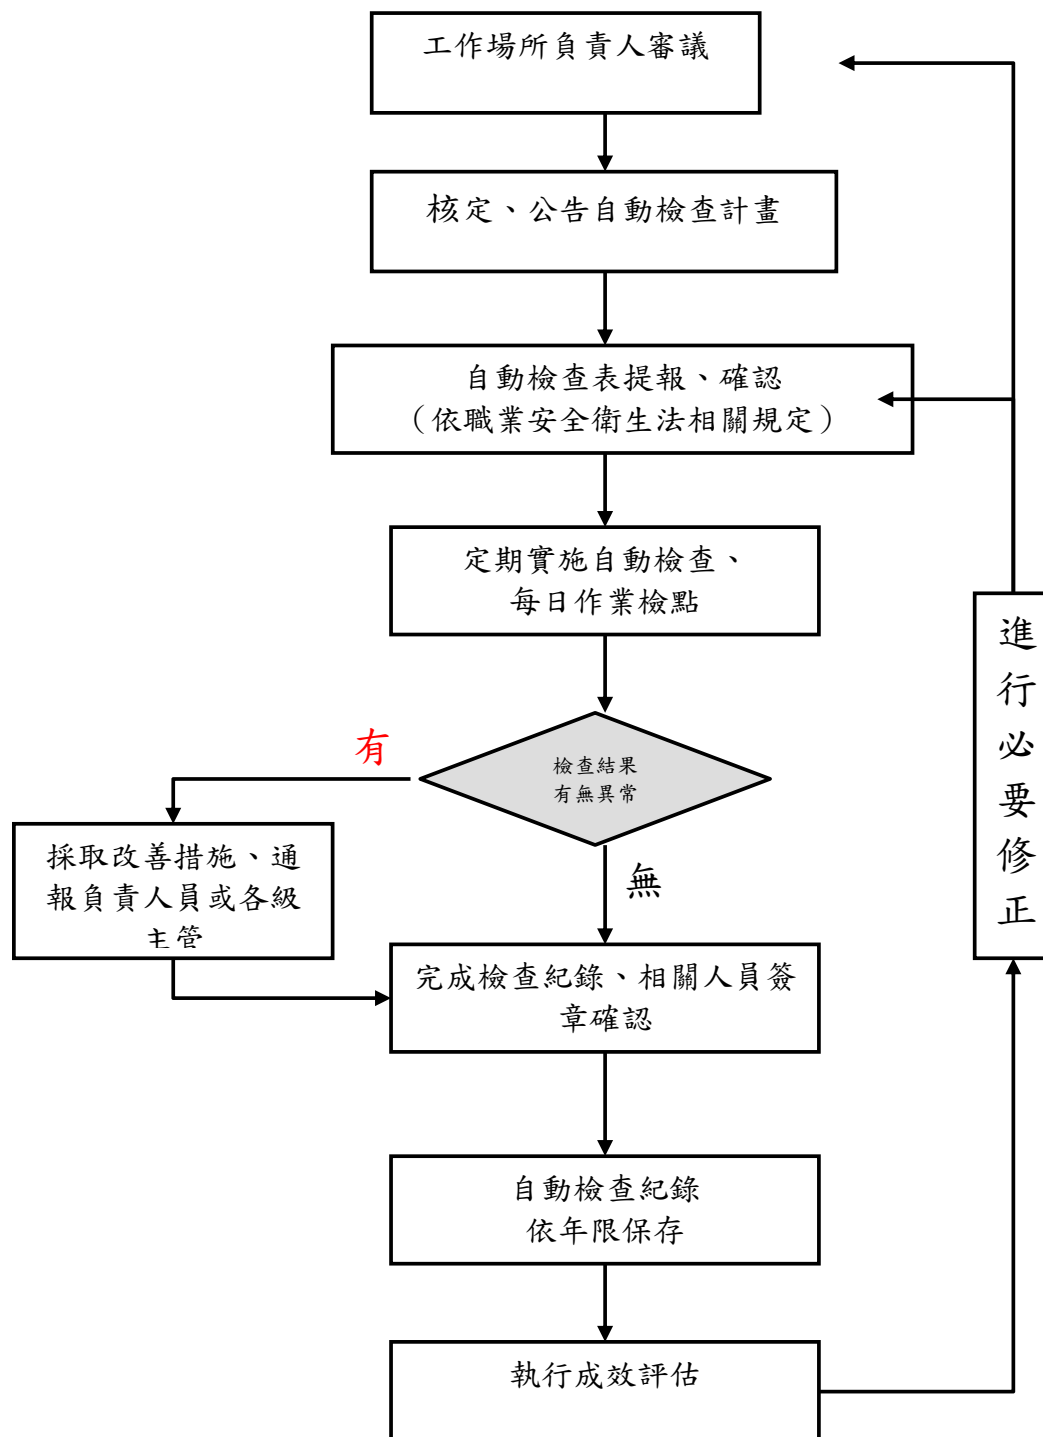 工作場所負責人審議
核定、公告自動檢查計畫
自動檢查表提報、確認
（依職業安全衛生法相關規定）
定期實施自動檢查、
每日作業檢點
進
行
必
要
修
正
有
檢查結果
有無異常
採取改善措施、通
報負責人員或各級
主管
無
完成檢查紀錄、相關人員簽
章確認
自動檢查紀錄
依年限保存
執行成效評估